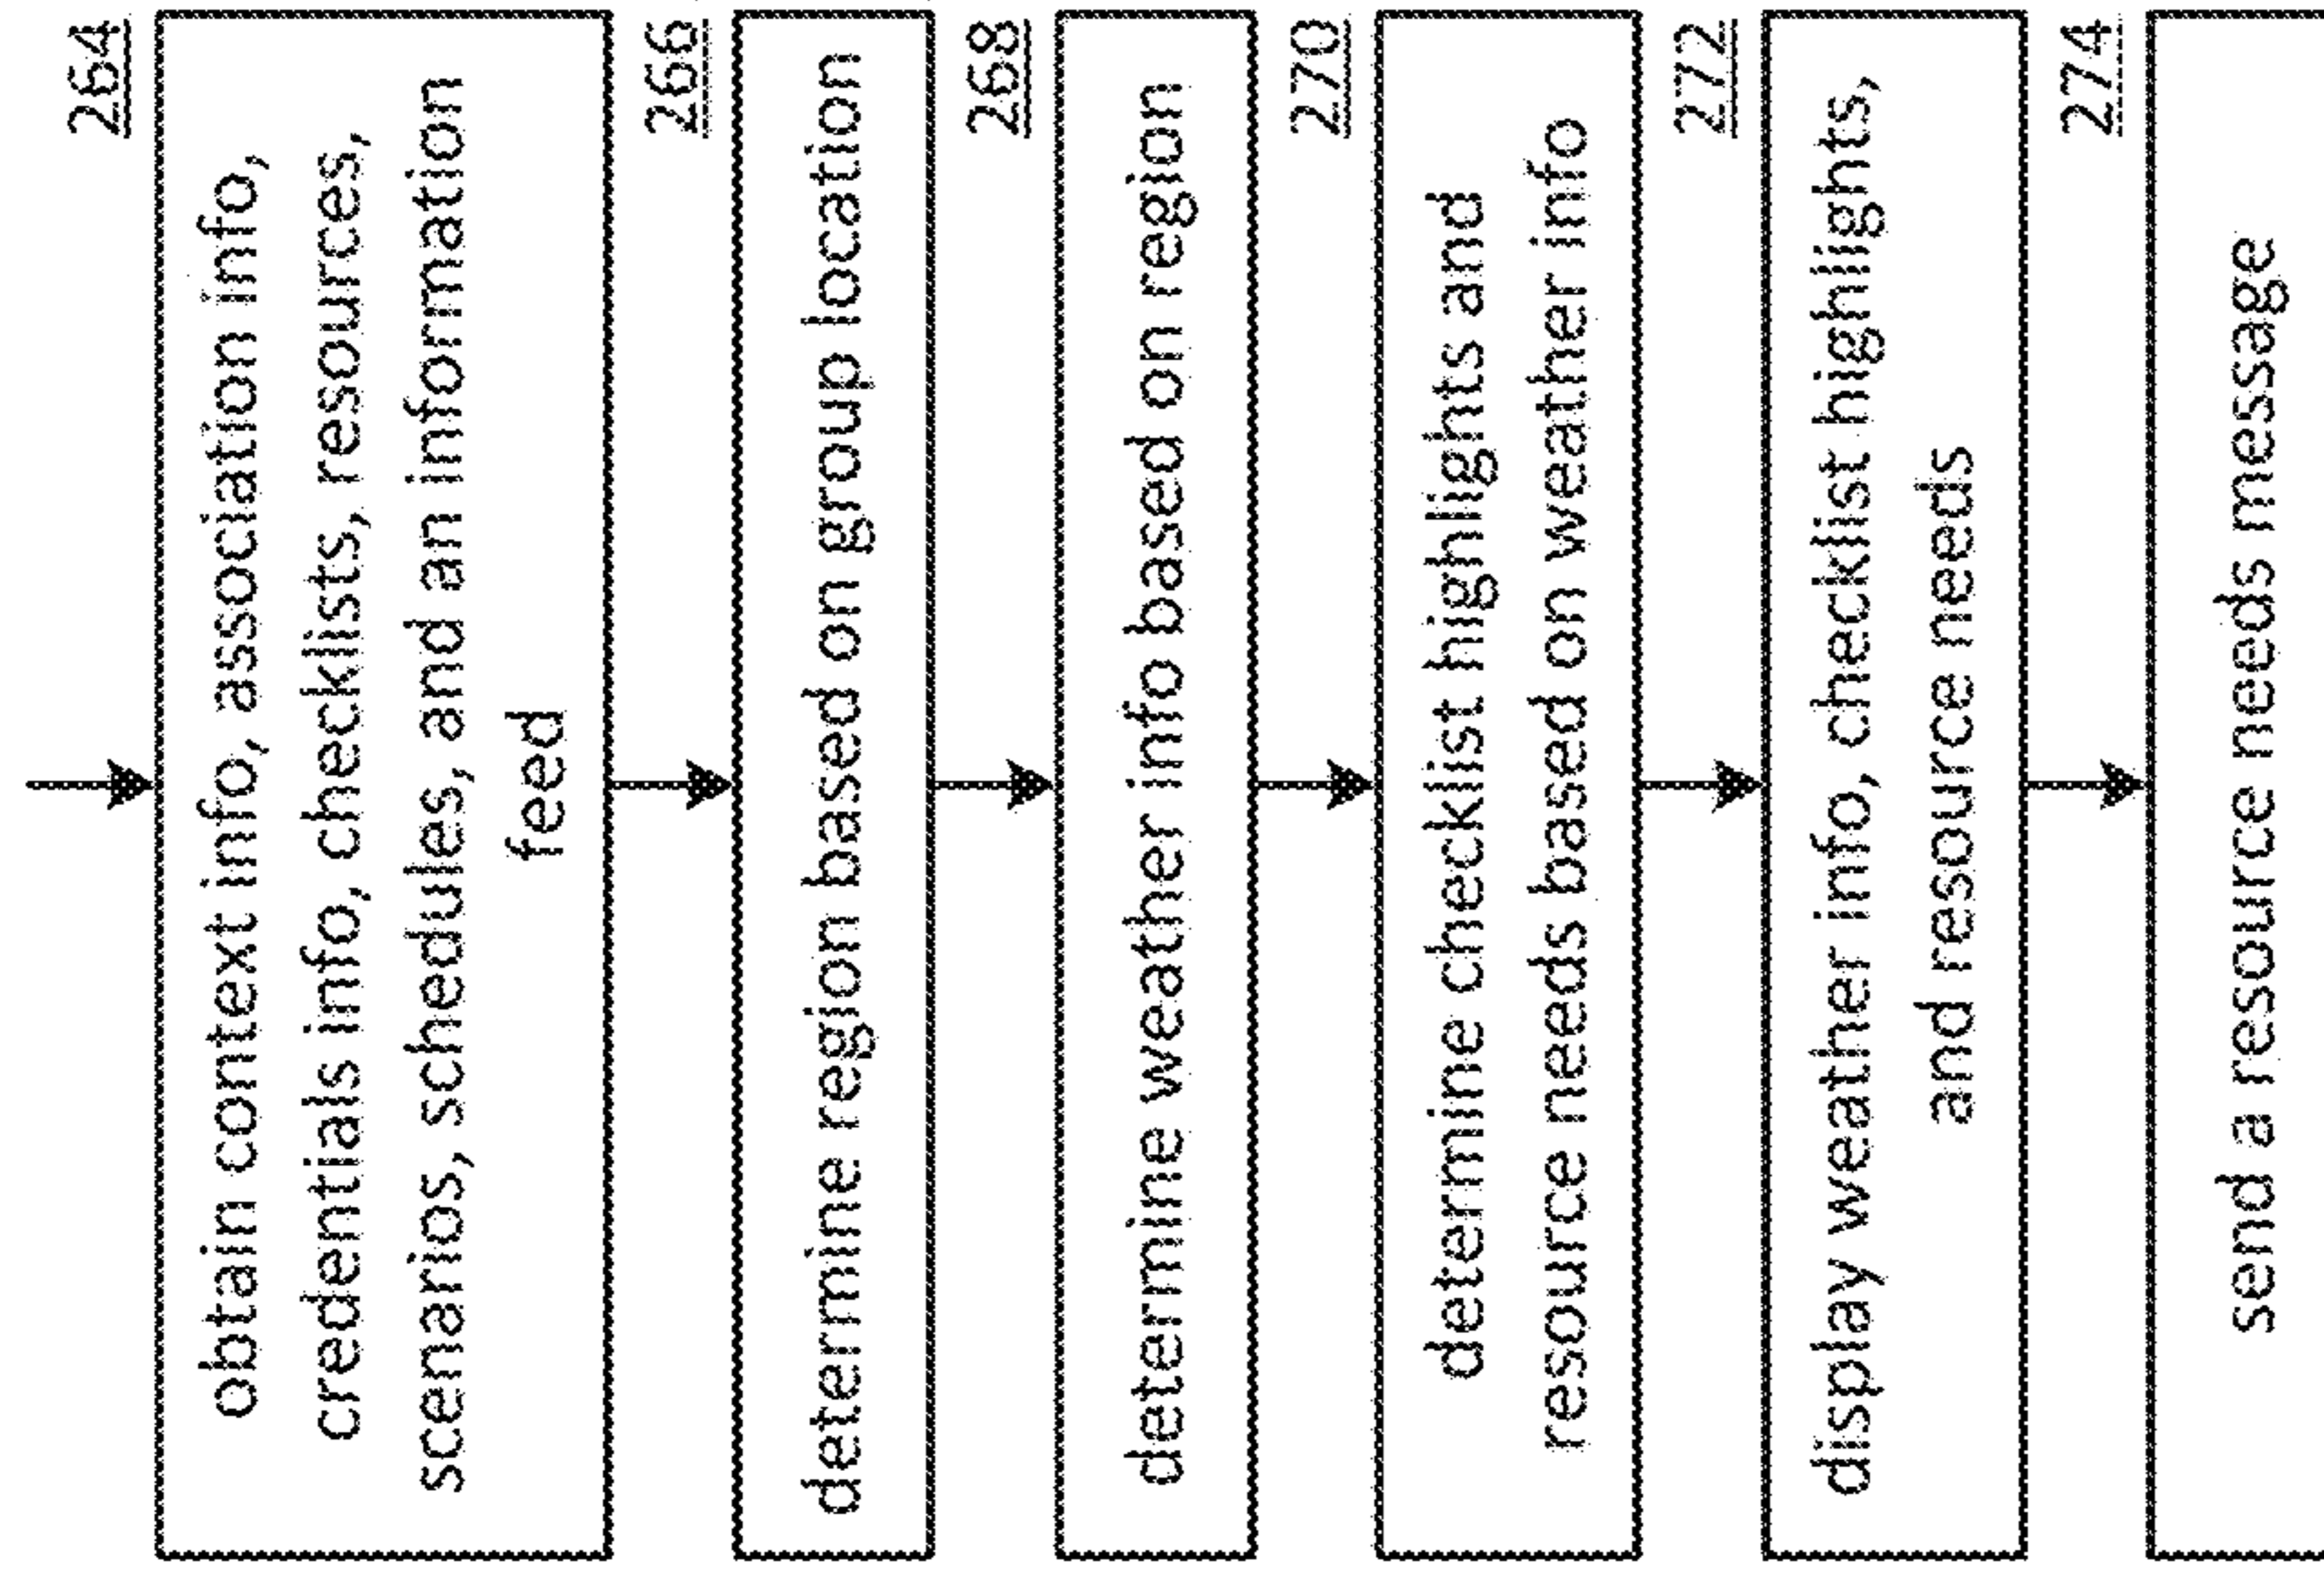 264
obtain context info, association info,
credentials info, checklists, resources,
scenarios, schedules, and an information
feed
266
determine region based on group location
268
determine weather info based on region
270
determine checklist highlights and
resource needs based on weather info
272
display weather info, checklist highlights,
and resource needs
274
send a resource needs message